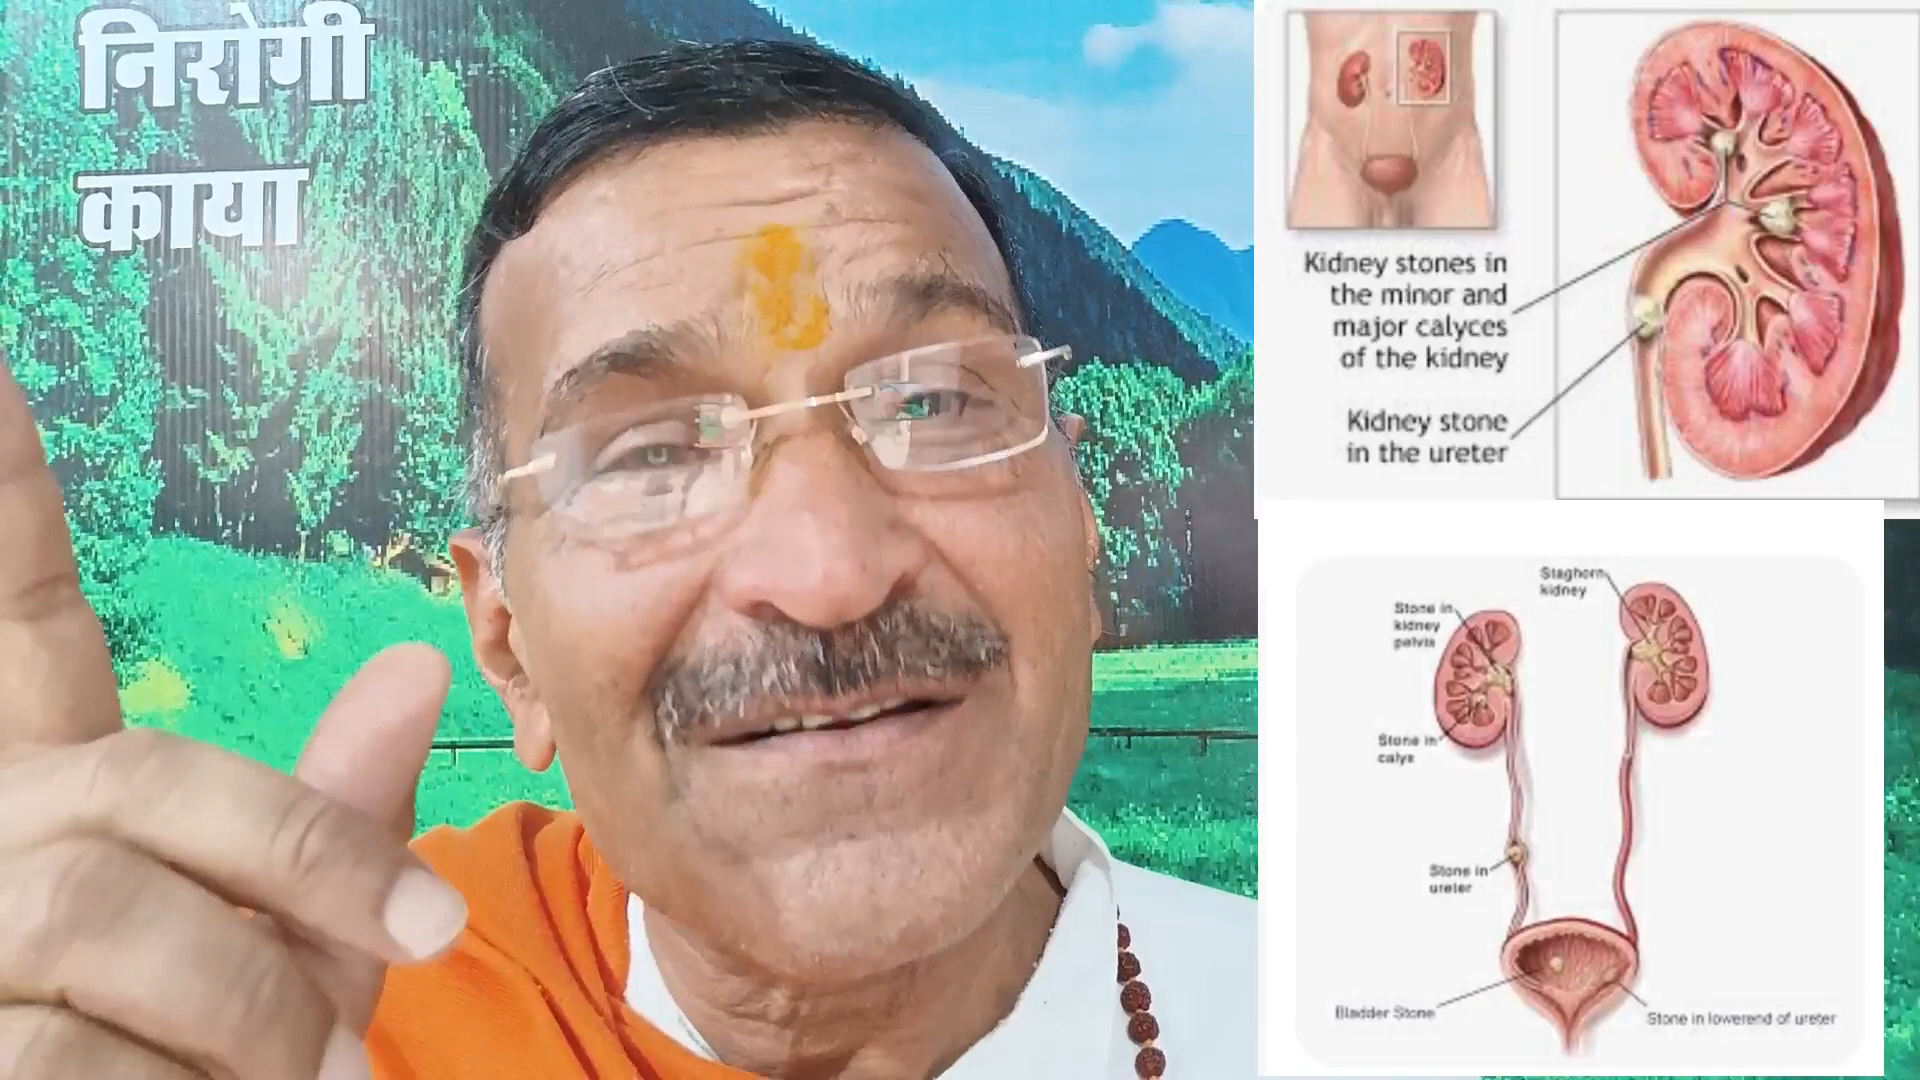 निरोगी
काया
Kidney stones in
the minor and
major calyces
of the kidney
Kidney stone
in the ureter
Staghorn
kidney
Stone in
kidney
pelvis
Stone in
calyx
Stone in
ureter
Bladder Stone
Stone in lowerend of ureter